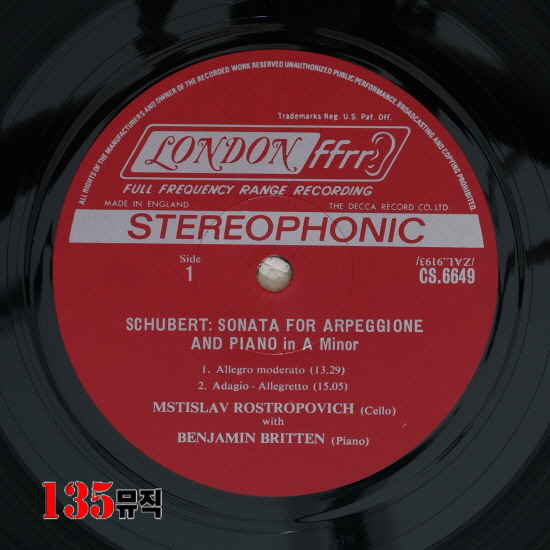 ALL RIGHTS OF THE MANUFACTURERS AND OWNER OF THE RECORDED WORK RESERVED UNAUTHORIZED PUBLIC PERFORMANCE BROADCASTING AND COPYING PROHIBITED.
Trademarks Reg. U.S. Pat. Off.
LONDON ffrr
FULL FREQUENCY RANGE RECORDING
MADE IN ENGLAND THE DECCA RECORD CO. LTD.
STEREOPHONIC
Side
1
/ZAL.9193/
CS.6649
SCHUBERT: SONATA FOR ARPEGGIONE
AND PIANO in A Minor
1. Allegro moderato (13.29)
2. Adagio - Allegretto (15.05)
MSTISLAV ROSTROPOVICH (Cello)
with
BENJAMIN BRITTEN (Piano)
135뮤직